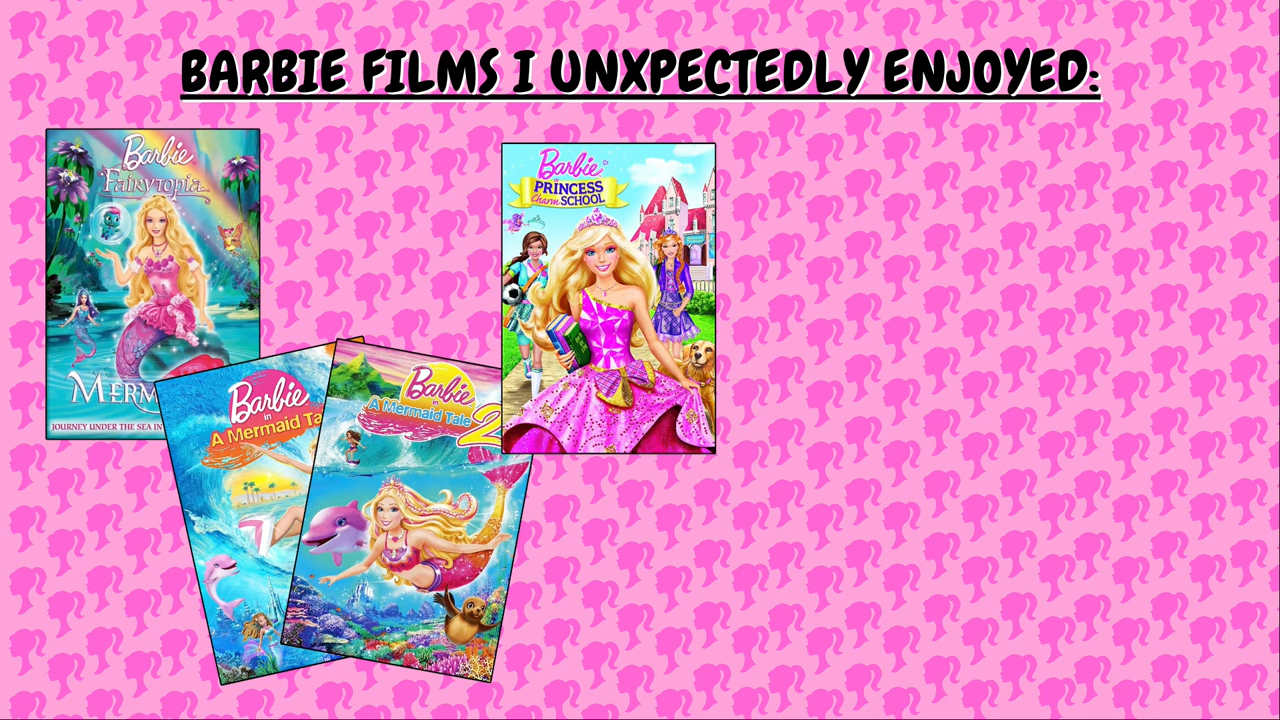 BARBIE FILMS I UNXPECTEDLY ENJOYED:
Barbie
Fairytopia
MERM
JOURNEY UNDER THE SEA IN
Barbie
in
A Mermaid Ta
Barbie
in
A Mermaid Tale
2
Barbie
PRINCESS
Charm SCHOOL